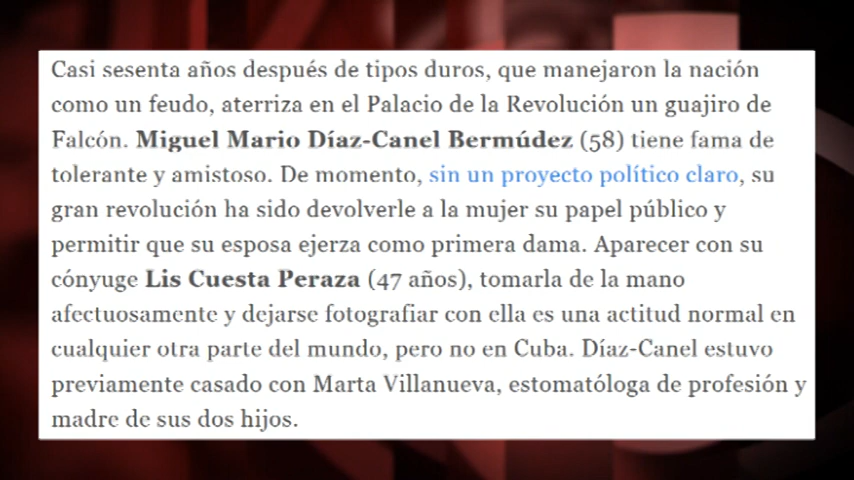 Casi sesenta años después de tipos duros, que manejaron la nación
como un feudo, aterriza en el Palacio de la Revolución un guajiro de
Falcón. Miguel Mario Díaz-Canel Bermúdez (58) tiene fama de
tolerante y amistoso. De momento, sin un proyecto político claro, su
gran revolución ha sido devolverle a la mujer su papel público y
permitir que su esposa ejerza como primera dama. Aparecer con su
cónyuge Lis Cuesta Peraza (47 años), tomarla de la mano
afectuosamente y dejarse fotografiar con ella es una actitud normal en
cualquier otra parte del mundo, pero no en Cuba. Díaz-Canel estuvo
previamente casado con Marta Villanueva, estomatóloga de profesión y
madre de sus dos hijos.